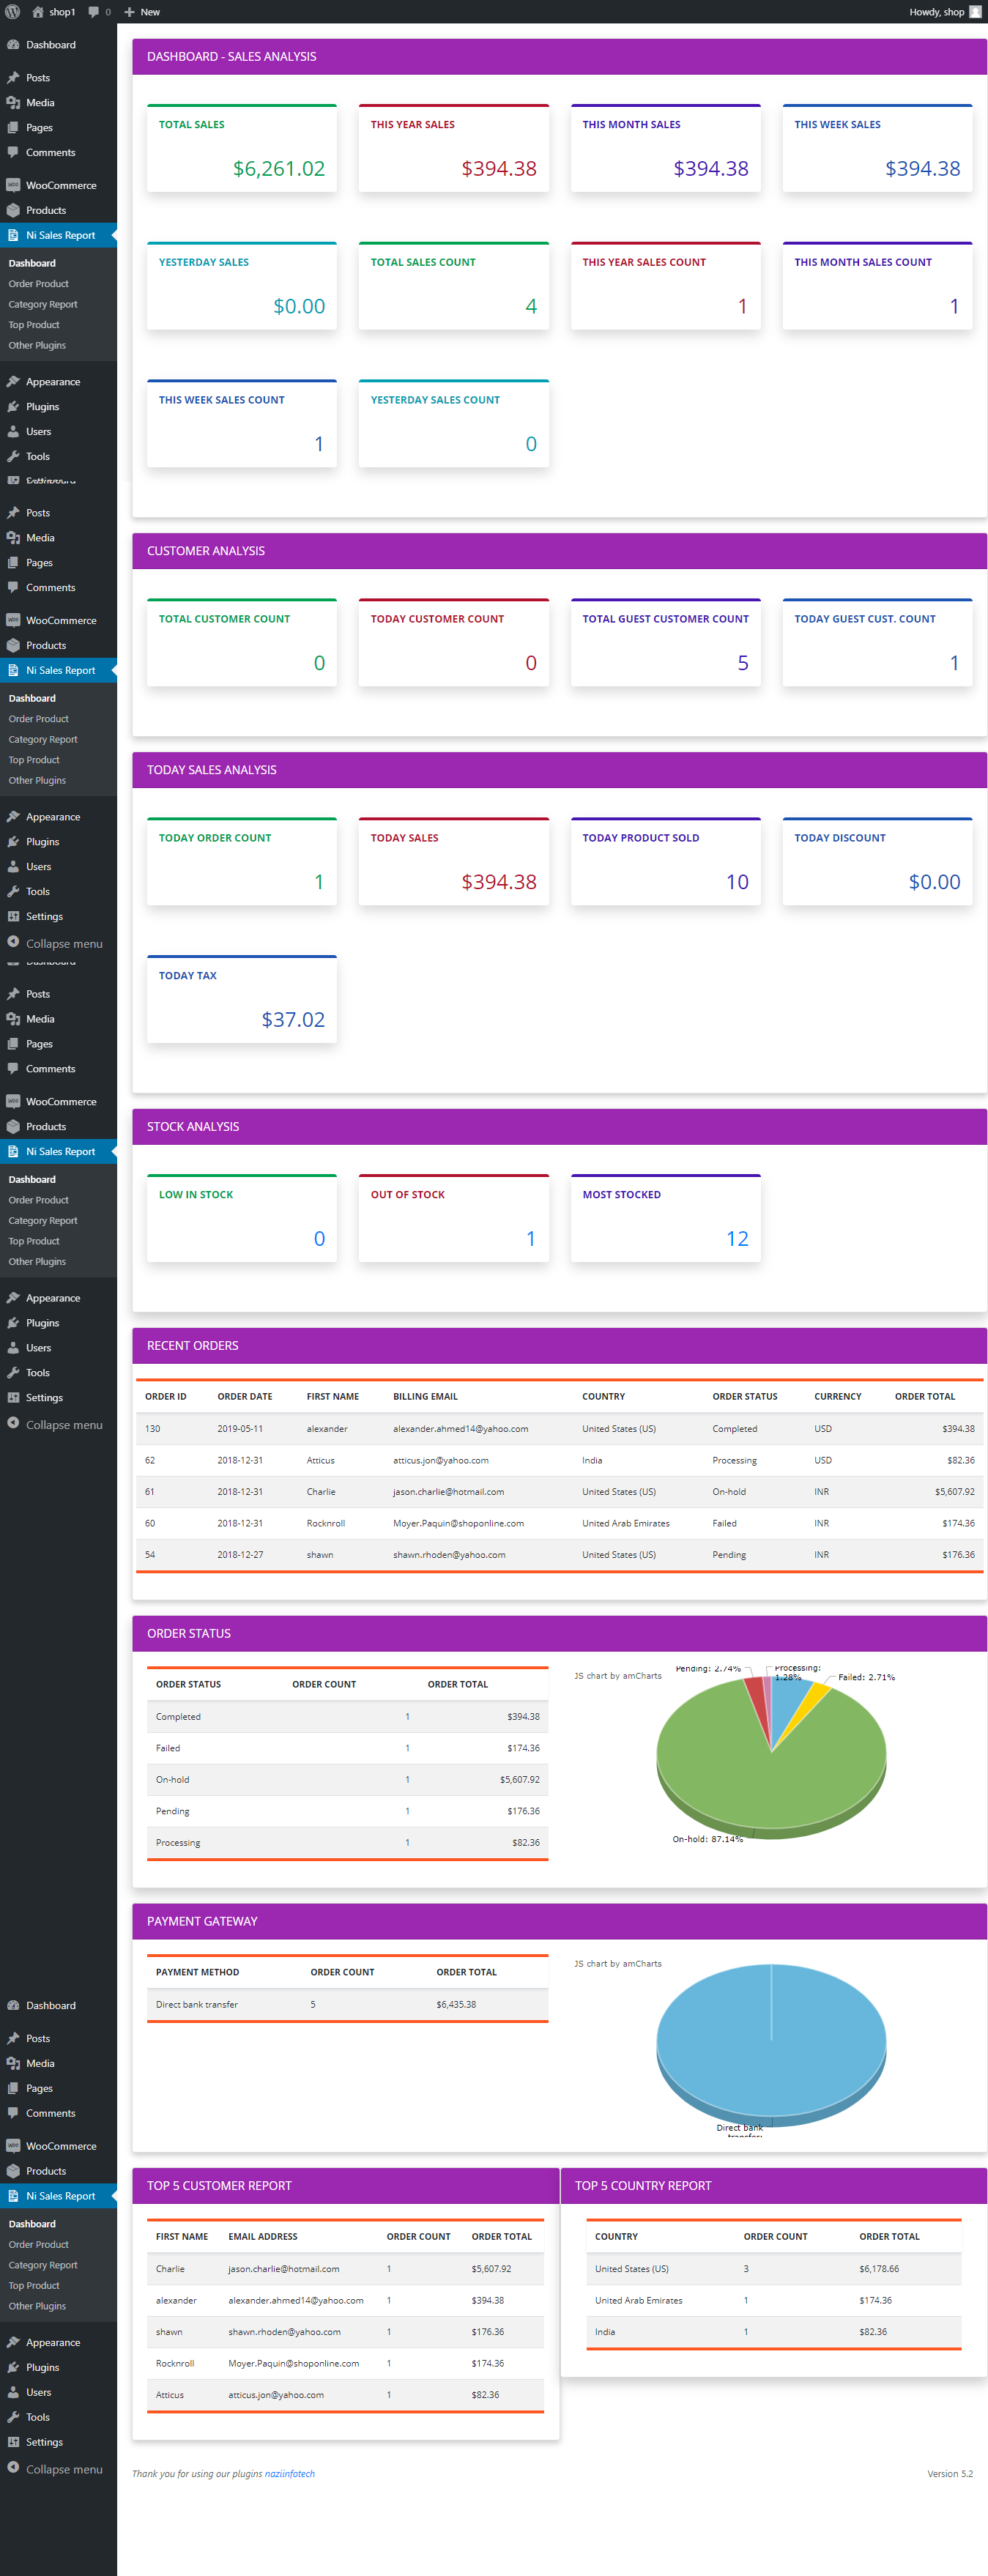 shop1 0 New Howdy, shop
Dashboard
Posts
Media
Pages
Comments
WooCommerce
Products
Ni Sales Report
Dashboard
Order Product
Category Report
Top Product
Other Plugins
Appearance
Plugins
Users
Tools
Posts
Media
Pages
Comments
WooCommerce
Products
Ni Sales Report
Dashboard
Order Product
Category Report
Top Product
Other Plugins
Appearance
Plugins
Users
Tools
Settings
Collapse menu
Posts
Media
Pages
Comments
WooCommerce
Products
Ni Sales Report
Dashboard
Order Product
Category Report
Top Product
Other Plugins
Appearance
Plugins
Users
Tools
Settings
Collapse menu
Dashboard
Posts
Media
Pages
Comments
WooCommerce
Products
Ni Sales Report
Dashboard
Order Product
Category Report
Top Product
Other Plugins
Appearance
Plugins
Users
Tools
Settings
Collapse menu
DASHBOARD - SALES ANALYSIS
TOTAL SALES THIS YEAR SALES THIS MONTH SALES THIS WEEK SALES
$6,261.02 $394.38 $394.38 $394.38
YESTERDAY SALES TOTAL SALES COUNT THIS YEAR SALES COUNT THIS MONTH SALES COUNT
$0.00 4 1 1
THIS WEEK SALES COUNT YESTERDAY SALES COUNT
1 0
CUSTOMER ANALYSIS
TOTAL CUSTOMER COUNT TODAY CUSTOMER COUNT TOTAL GUEST CUSTOMER COUNT TODAY GUEST CUST. COUNT
0 0 5 1
TODAY SALES ANALYSIS
TODAY ORDER COUNT TODAY SALES TODAY PRODUCT SOLD TODAY DISCOUNT
1 $394.38 10 $0.00
TODAY TAX
$37.02
STOCK ANALYSIS
LOW IN STOCK OUT OF STOCK MOST STOCKED
0 1 12
RECENT ORDERS
ORDER ID ORDER DATE FIRST NAME BILLING EMAIL COUNTRY ORDER STATUS CURRENCY ORDER TOTAL
130 2019-05-11 alexander alexander.ahmed14@yahoo.com United States (US) Completed USD $394.38
62 2018-12-31 Atticus atticus.jon@yahoo.com India Processing USD $82.36
61 2018-12-31 Charlie jason.charlie@hotmail.com United States (US) On-hold INR $5,607.92
60 2018-12-31 Rocknroll Moyer.Paquin@shoponline.com United Arab Emirates Failed INR $174.36
54 2018-12-27 shawn shawn.rhoden@yahoo.com United States (US) Pending INR $176.36
ORDER STATUS
ORDER STATUS ORDER COUNT ORDER TOTAL
Completed 1 $394.38
Failed 1 $174.36
On-hold 1 $5,607.92
Pending 1 $176.36
Processing 1 $82.36
JS chart by amCharts
Pending: 2.74%
Processing:
1.28%
Failed: 2.71%
On-hold: 87.14%
PAYMENT GATEWAY
PAYMENT METHOD ORDER COUNT ORDER TOTAL
Direct bank transfer 5 $6,435.38
JS chart by amCharts
Direct bank
TOP 5 CUSTOMER REPORT
FIRST NAME EMAIL ADDRESS ORDER COUNT ORDER TOTAL
Charlie jason.charlie@hotmail.com 1 $5,607.92
alexander alexander.ahmed14@yahoo.com 1 $394.38
shawn shawn.rhoden@yahoo.com 1 $176.36
Rocknroll Moyer.Paquin@shoponline.com 1 $174.36
Atticus atticus.jon@yahoo.com 1 $82.36
TOP 5 COUNTRY REPORT
COUNTRY ORDER COUNT ORDER TOTAL
United States (US) 3 $6,178.66
United Arab Emirates 1 $174.36
India 1 $82.36
Thank you for using our plugins naziinfotech Version 5.2